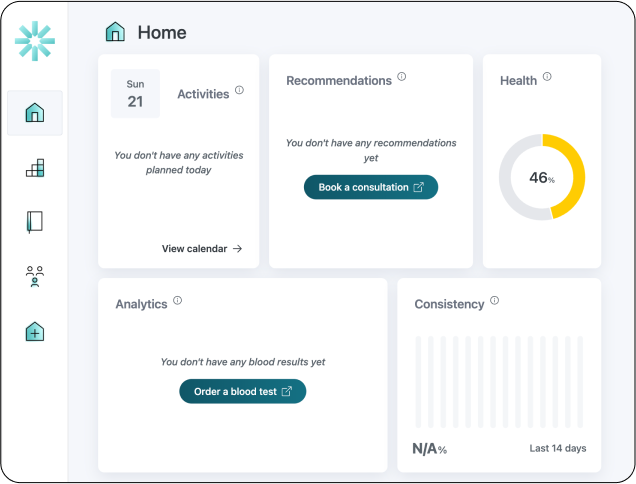 Home
Sun
21
Activities
You don't have any activities
planned today
View calendar →
Recommendations
You don't have any recommendations
yet
Book a consultation
Health
46%
Analytics
You don't have any blood results yet
Order a blood test
Consistency
N/A%
Last 14 days